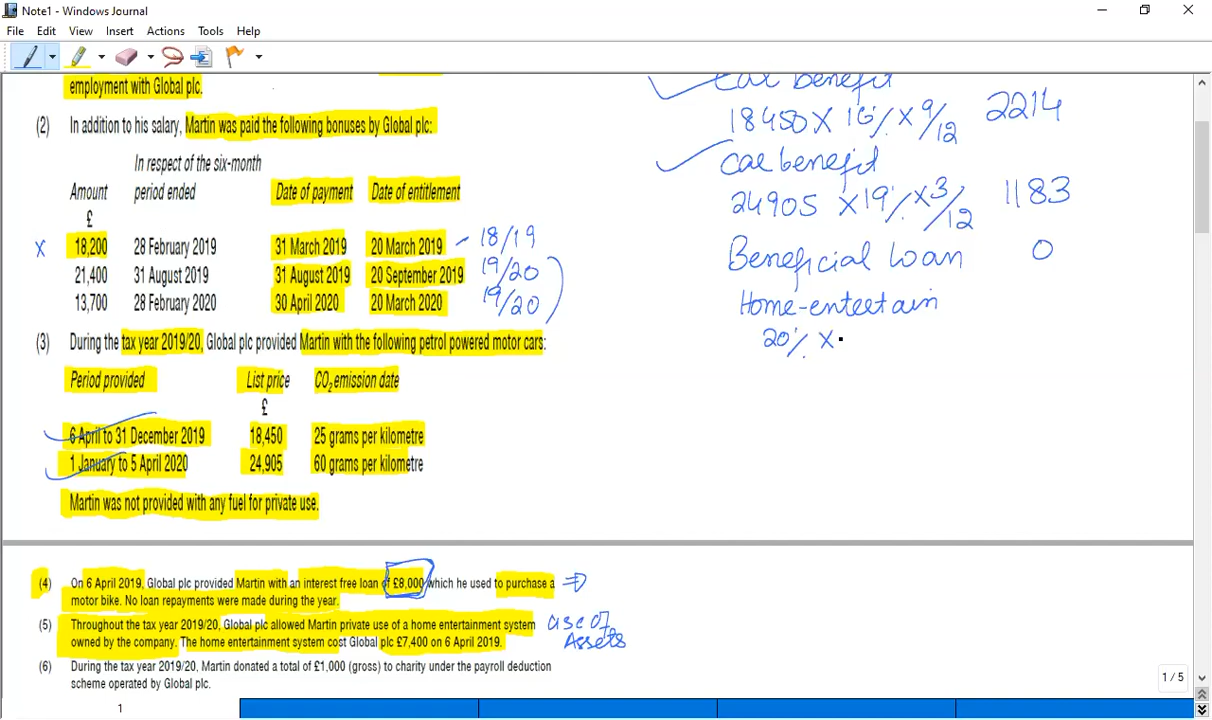 Note1 - Windows Journal
File Edit View Insert Actions Tools Help
employment with Global plc.
(2) In addition to his salary, Martin was paid the following bonuses by Global plc:
In respect of the six-month
Amount period ended Date of payment Date of entitlement
£
X 18,200 28 February 2019 31 March 2019 20 March 2019 18/19
21,400 31 August 2019 31 August 2019 20 September 2019 19/20
13,700 28 February 2020 30 April 2020 20 March 2020 19/20
(3) During the tax year 2019/20, Global plc provided Martin with the following petrol powered motor cars:
Period provided List price CO2 emission date
£
6 April to 31 December 2019 18,450 25 grams per kilometre
1 January to 5 April 2020 24,905 60 grams per kilometre
Martin was not provided with any fuel for private use.
Car benefit
18450 X 16% X 9/12 2214
Car benefit
24905 X 19% X 3/12 1183
Beneficial loan 0
Home-entertain
20% X
(4) On 6 April 2019, Global plc provided Martin with an interest free loan of £8,000 which he used to purchase a ⇒
motor bike. No loan repayments were made during the year.
(5) Throughout the tax year 2019/20, Global plc allowed Martin private use of a home entertainment system use of
owned by the company. The home entertainment system cost Global plc £7,400 on 6 April 2019. Assets
(6) During the tax year 2019/20, Martin donated a total of £1,000 (gross) to charity under the payroll deduction
scheme operated by Global plc.
1 / 5
1